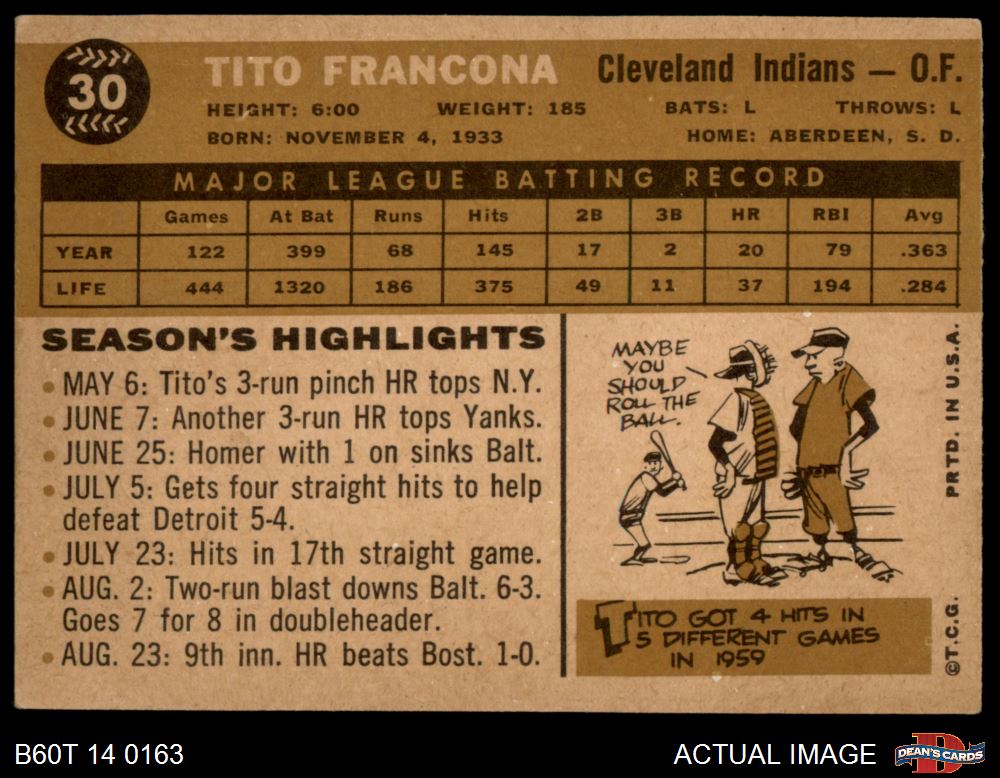 30
TITO FRANCONA Cleveland Indians — O.F.
HEIGHT: 6:00 WEIGHT: 185 BATS: L THROWS: L
BORN: NOVEMBER 4, 1933 HOME: ABERDEEN, S. D.
MAJOR LEAGUE BATTING RECORD
Games At Bat Runs Hits 2B 3B HR RBI Avg
YEAR 122 399 68 145 17 2 20 79 .363
LIFE 444 1320 186 375 49 11 37 194 .284
SEASON'S HIGHLIGHTS
• MAY 6: Tito's 3-run pinch HR tops N.Y.
• JUNE 7: Another 3-run HR tops Yanks.
• JUNE 25: Homer with 1 on sinks Balt.
• JULY 5: Gets four straight hits to help
defeat Detroit 5-4.
• JULY 23: Hits in 17th straight game.
• AUG. 2: Two-run blast downs Balt. 6-3.
Goes 7 for 8 in doubleheader.
• AUG. 23: 9th inn. HR beats Bost. 1-0.
MAYBE
YOU
SHOULD
ROLL THE
BALL.
TITO GOT 4 HITS IN
5 DIFFERENT GAMES
IN 1959
©T.C.G. PRTD. IN U.S.A.
B60T 14 0163 ACTUAL IMAGE
DEAN'S CARDS